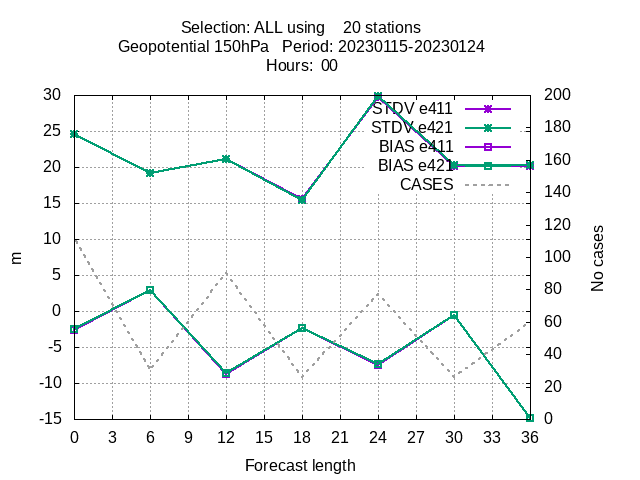 Selection: ALL using    20 stations
Geopotential 150hPa   Period: 20230115-20230124
Hours:  00
30 200
25 180
20 160
15 140
10 120
5 100
0 80
-5 60
-10 40
-15 20
0
STDV e411
STDV e421
BIAS e411
BIAS e421
CASES
m
No cases
0 3 6 9 12 15 18 21 24 27 30 33 36
Forecast length